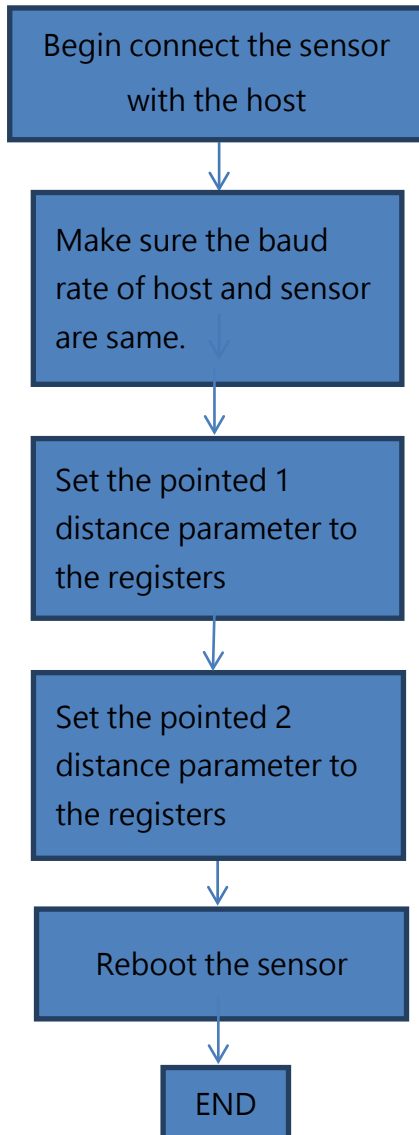 Begin connect the sensor
with the host
Make sure the baud
rate of host and sensor
are same.
Set the pointed 1
distance parameter to
the registers
Set the pointed 2
distance parameter to
the registers
Reboot the sensor
END